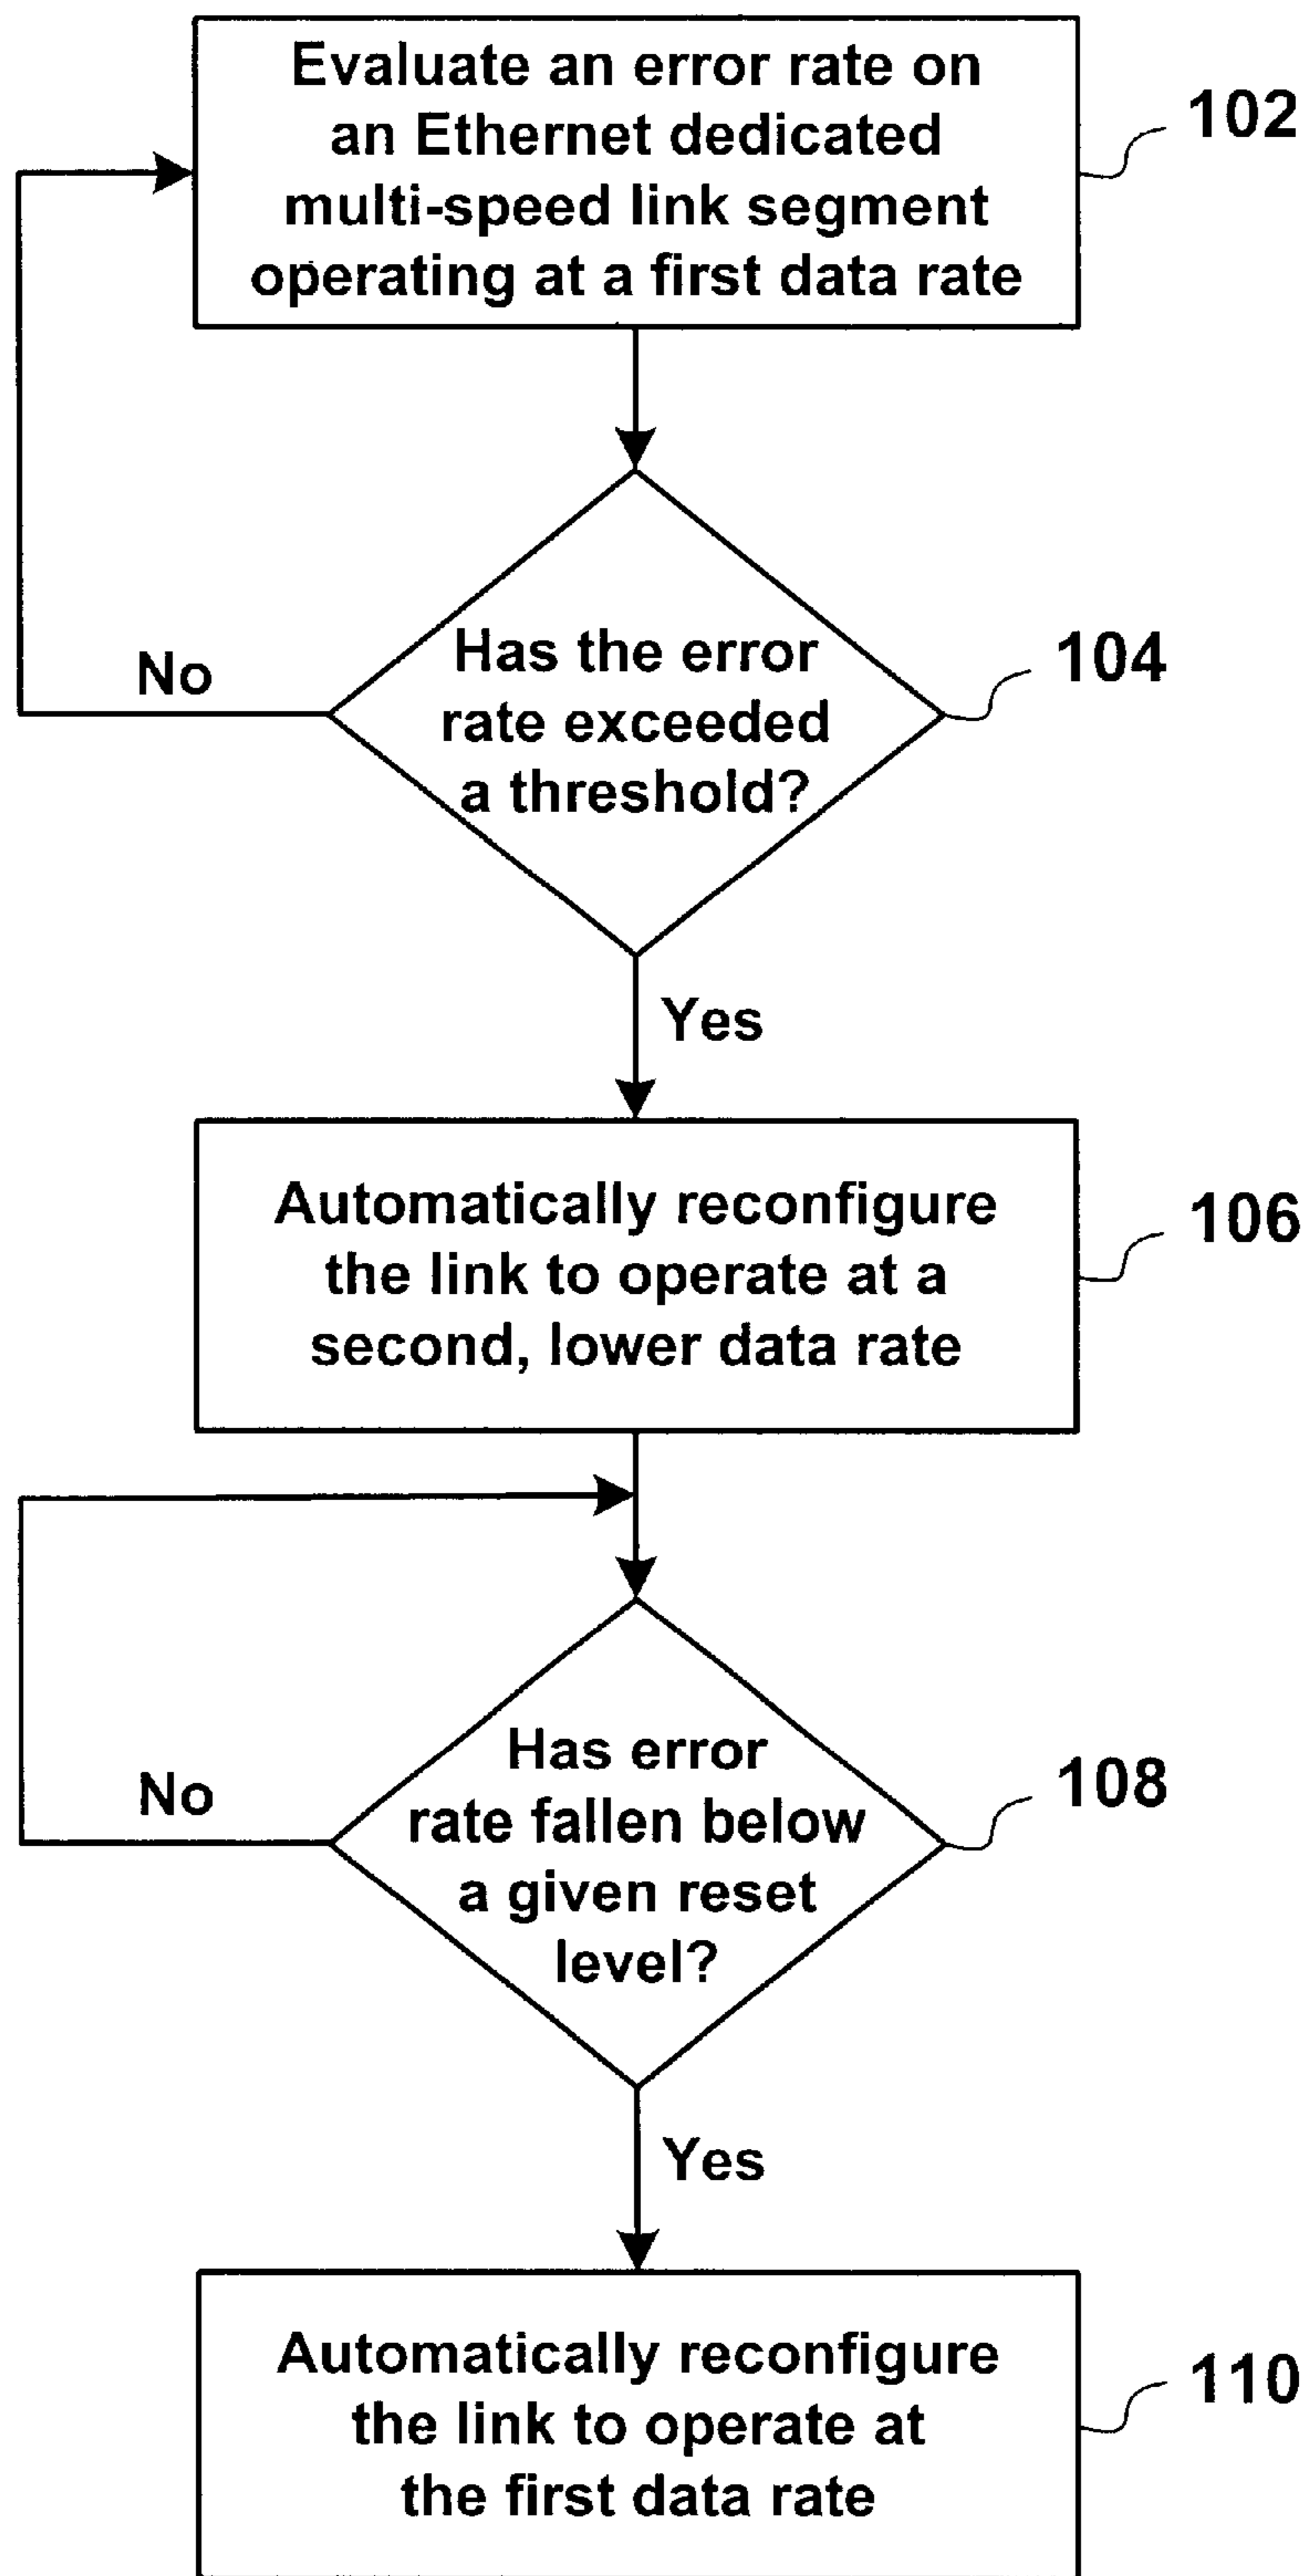 Evaluate an error rate on
an Ethernet dedicated
multi-speed link segment
operating at a first data rate
102
Has the error
rate exceeded
a threshold?
104
No
Yes
Automatically reconfigure
the link to operate at a
second, lower data rate
106
Has error
rate fallen below
a given reset
level?
108
No
Yes
Automatically reconfigure
the link to operate at
the first data rate
110